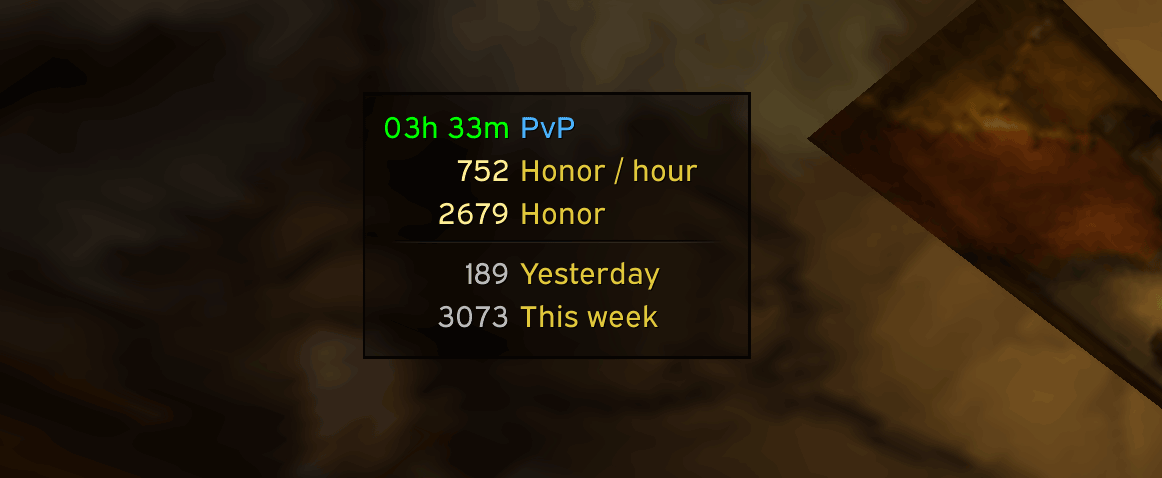 03h 33m PvP
752 Honor / hour
2679 Honor
189 Yesterday
3073 This week